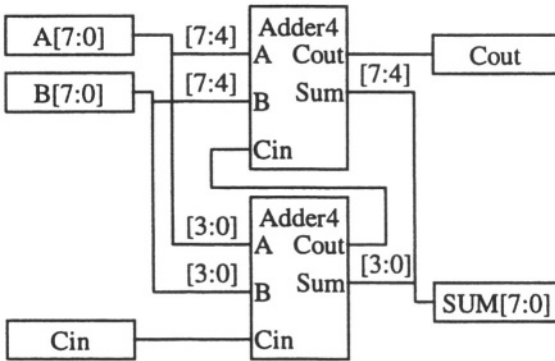 A[7:0]
B[7:0]
Cin
[7:4]
[7:4]
Adder4
A
Cout
B
Sum
Cin
[7:4]
Cout
[3:0]
[3:0]
Adder4
A
Cout
B
Sum
Cin
[3:0]
SUM[7:0]